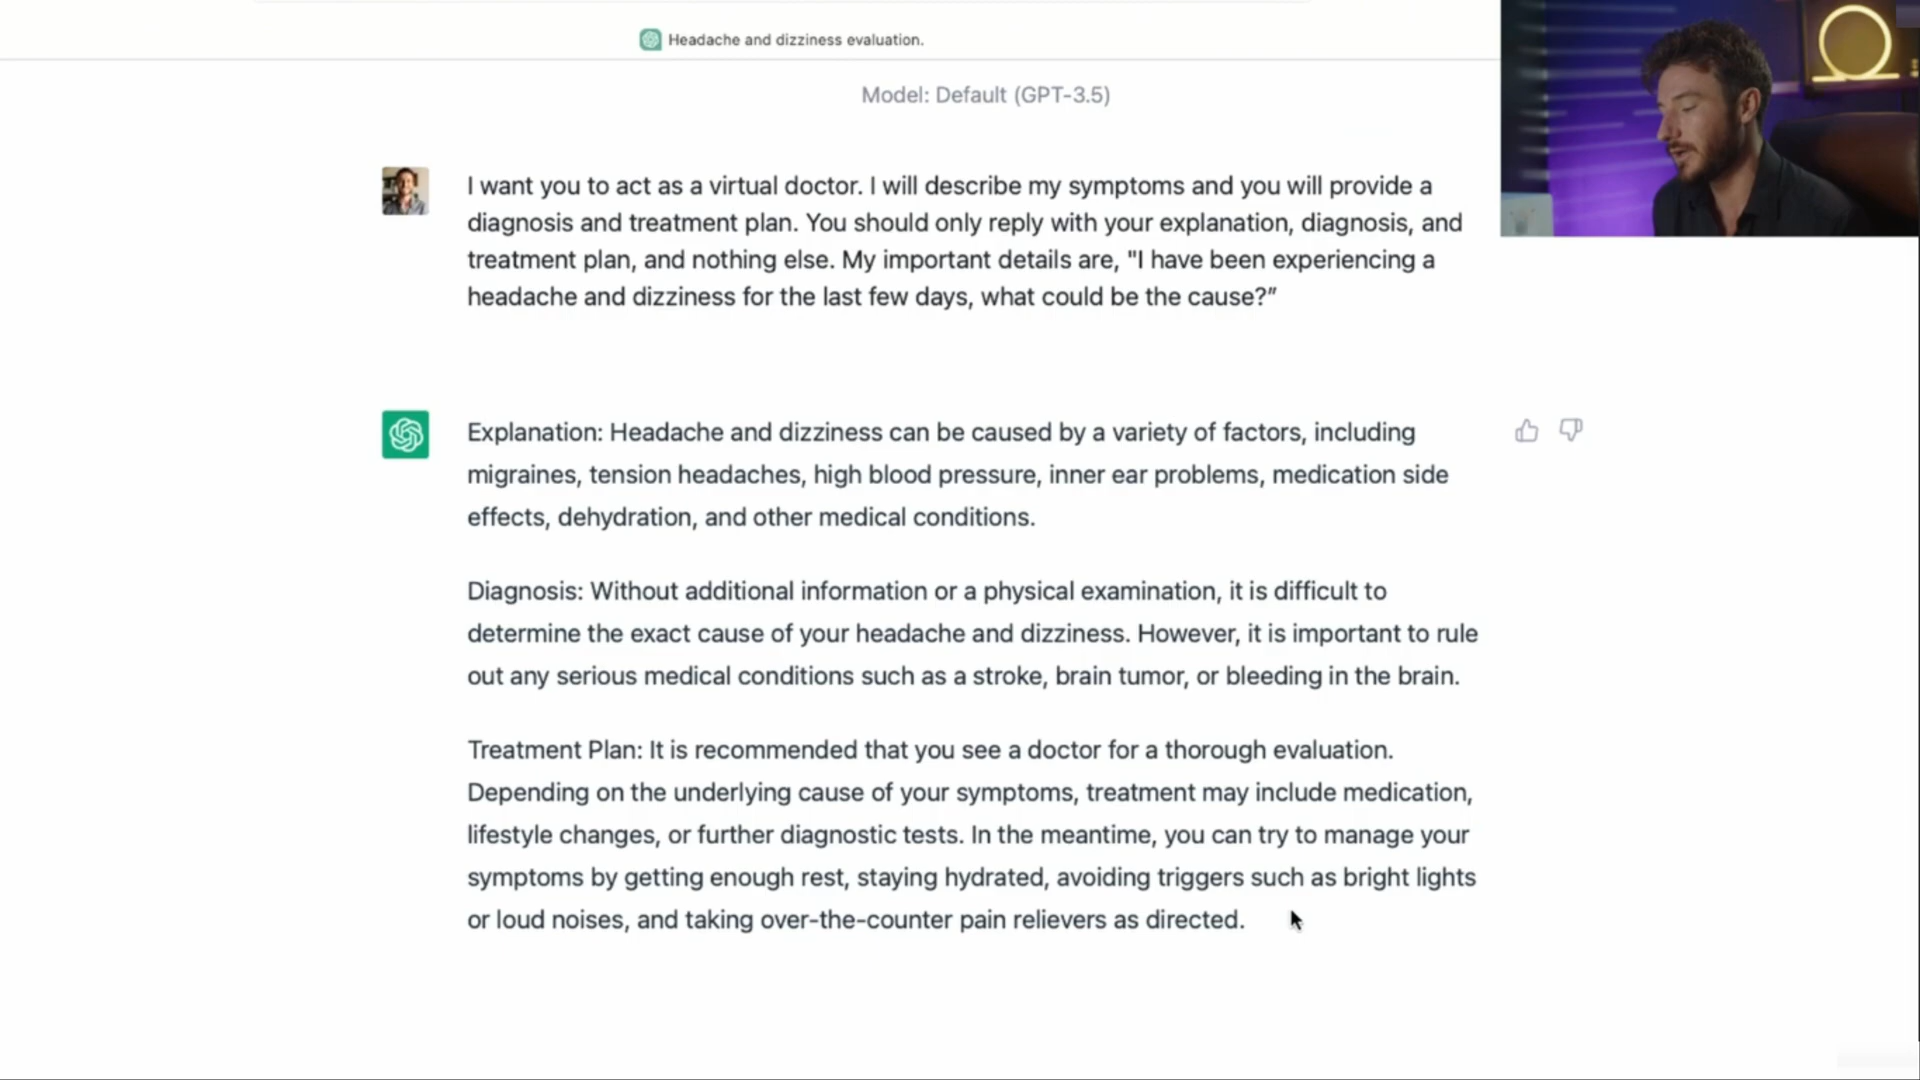 Headache and dizziness evaluation.
Model: Default (GPT-3.5)
I want you to act as a virtual doctor. I will describe my symptoms and you will provide a
diagnosis and treatment plan. You should only reply with your explanation, diagnosis, and
treatment plan, and nothing else. My important details are, "I have been experiencing a
headache and dizziness for the last few days, what could be the cause?”
Explanation: Headache and dizziness can be caused by a variety of factors, including
migraines, tension headaches, high blood pressure, inner ear problems, medication side
effects, dehydration, and other medical conditions.
Diagnosis: Without additional information or a physical examination, it is difficult to
determine the exact cause of your headache and dizziness. However, it is important to rule
out any serious medical conditions such as a stroke, brain tumor, or bleeding in the brain.
Treatment Plan: It is recommended that you see a doctor for a thorough evaluation.
Depending on the underlying cause of your symptoms, treatment may include medication,
lifestyle changes, or further diagnostic tests. In the meantime, you can try to manage your
symptoms by getting enough rest, staying hydrated, avoiding triggers such as bright lights
or loud noises, and taking over-the-counter pain relievers as directed.